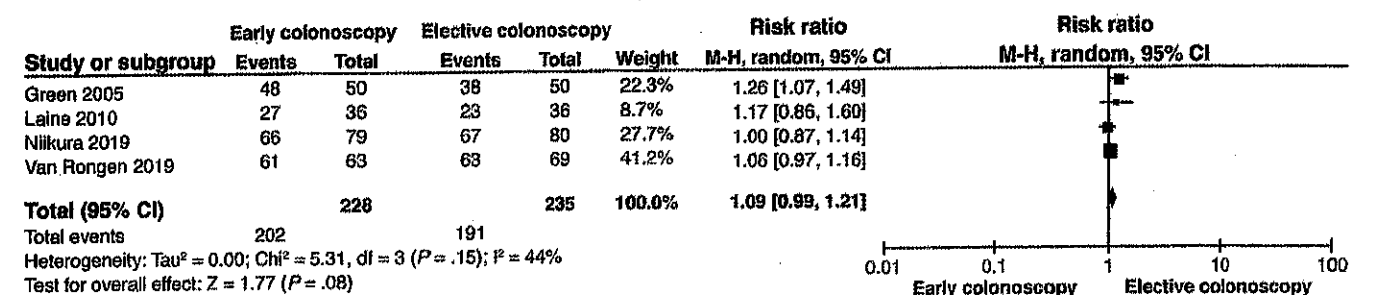 Early colonoscopy Elective colonoscopy Risk ratio Risk ratio
Study or subgroup Events Total Events Total Weight M-H, random, 95% CI M-H, random, 95% CI
Green 2005 48 50 38 50 22.3% 1.26 [1.07, 1.49]
Laine 2010 27 36 23 36 8.7% 1.17 [0.86, 1.60]
Niikura 2019 66 79 67 80 27.7% 1.00 [0.87, 1.14]
Van Rongen 2019 61 63 63 69 41.2% 1.06 [0.97, 1.16]
Total (95% CI) 228 235 100.0% 1.09 [0.99, 1.21]
Total events 202 191
Heterogeneity: Tau² = 0.00; Chi² = 5.31, df = 3 (P = .15); I² = 44%
Test for overall effect: Z = 1.77 (P = .08)
0.01 0.1 1 10 100
Early colonoscopy Elective colonoscopy